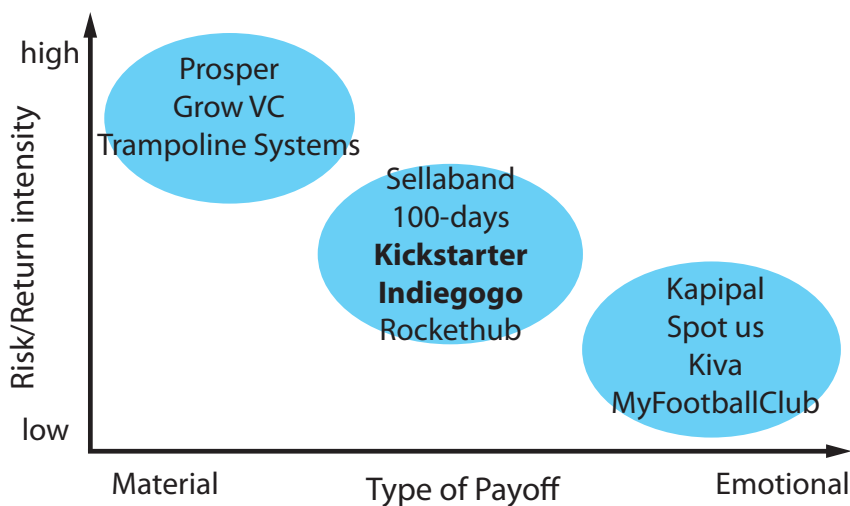 high
Prosper
Grow VC
Trampoline Systems
Sellaband
100-days
Kickstarter
Indiegogo
Rockethub
Kapipal
Spot us
Kiva
MyFootballClub
Risk/Return intensity
low
Material
Type of Payoff
Emotional